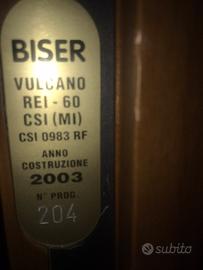 BISER
VULCANO
REI - 60
CSI (MI)
CSI 0983 RF
ANNO
COSTRUZIONE
2003
N° PROG.
204
subito